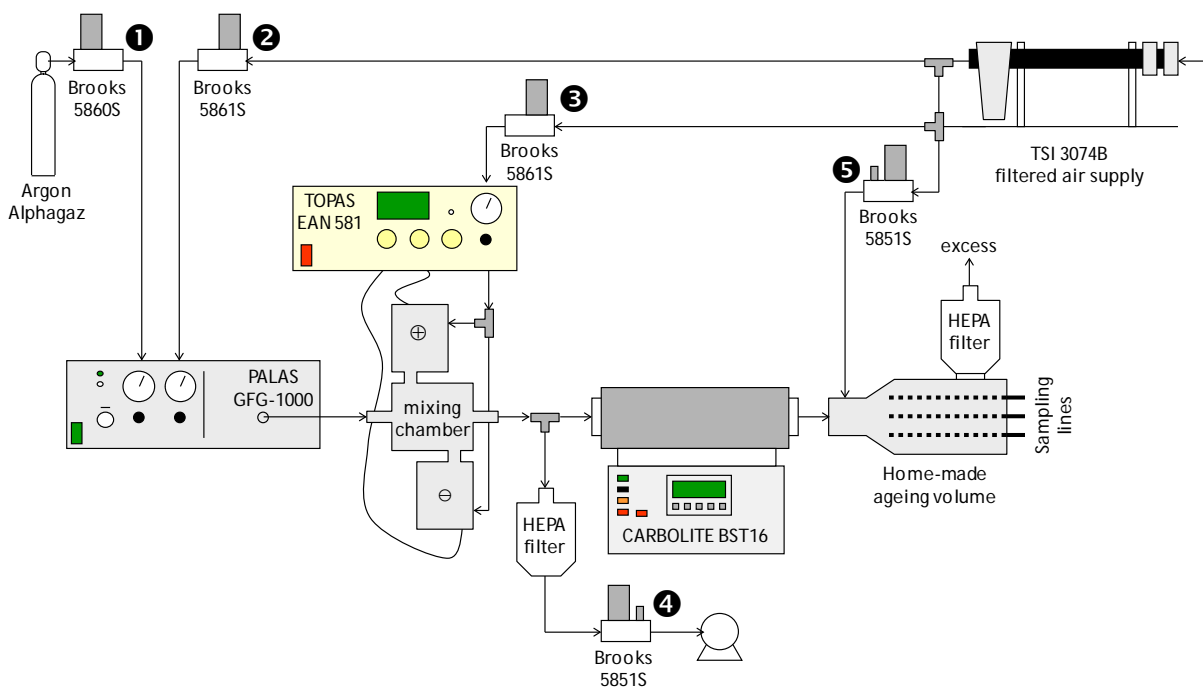 ❶
Brooks
5860S
❷
Brooks
5861S
Argon
Alphagaz
❸
Brooks
5861S
TSI 3074B
filtered air supply
❺
Brooks
5851S
TOPAS
EAN 581
excess
HEPA
filter
⊕
PALAS
GFG-1000
mixing
chamber
⊖
Sampling
lines
Home-made
ageing volume
HEPA
filter
CARBOLITE BST16
❹
Brooks
5851S